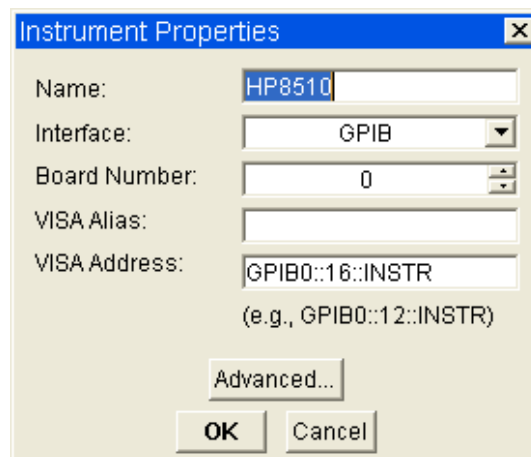 Instrument Properties
Name: HP8510
Interface: GPIB
Board Number: 0
VISA Alias:
VISA Address: GPIB0::16::INSTR
(e.g., GPIB0::12::INSTR)
Advanced...
OK Cancel